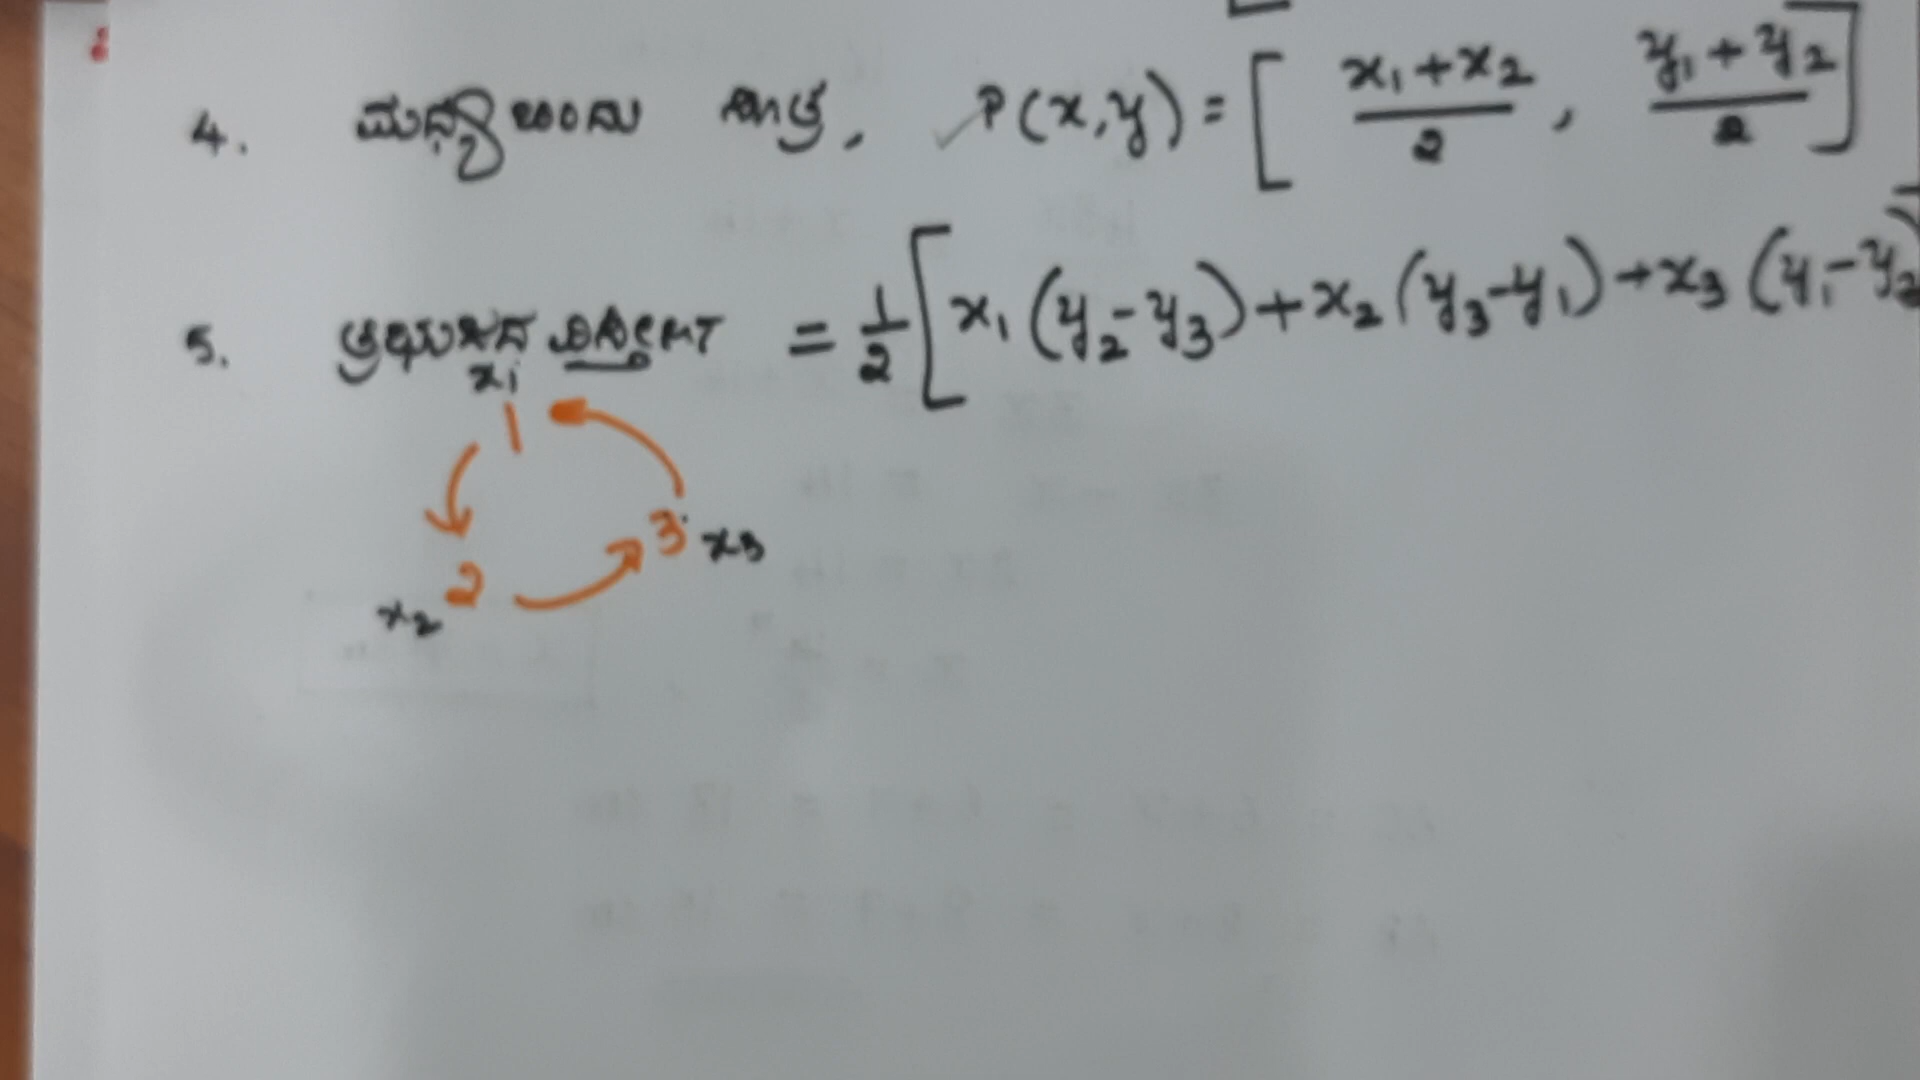 4. ಮಧ್ಯಬಿಂದು ಸೂತ್ರ, P(x,y) = [ x₁+x₂/2 , y₁+y₂/2 ]
5. ತ್ರಿಭುಜದ ವಿಸ್ತೀರ್ಣ = 1/2 [ x₁ (y₂-y₃) + x₂ (y₃-y₁) + x₃ (y₁-y₂)
x₁
1
3 x₃
x₂ 2